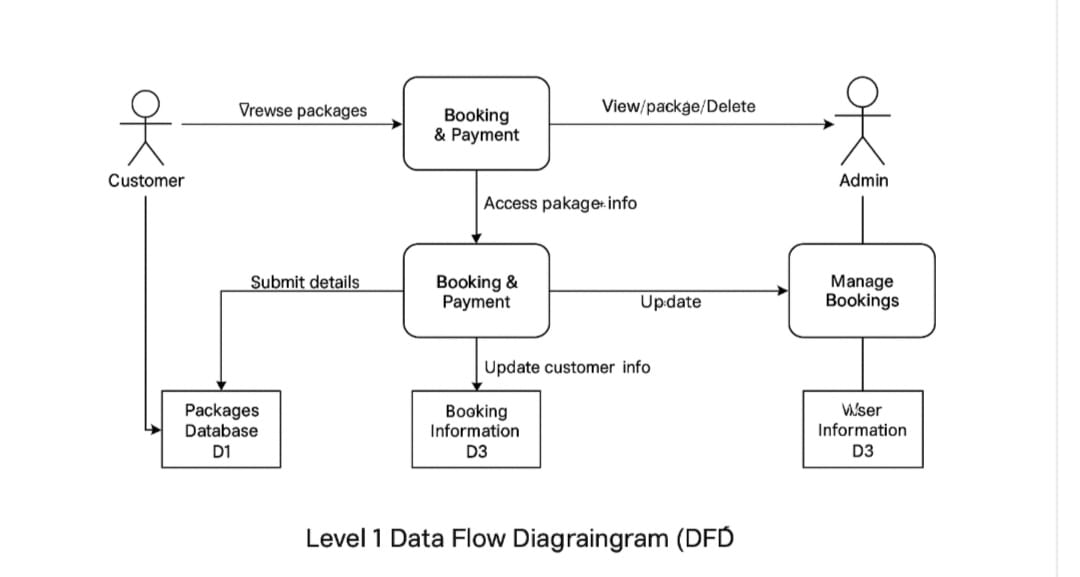 Vrewse packages
Booking
& Payment
View/packge/Delete
Customer
Admin
Access pakage info
Submit details
Booking &
Payment
Update
Manage
Bookings
Update customer info
Packages
Database
D1
Booking
Information
D3
Information
D3
Level 1 Data Flow Diagraingram (DFD